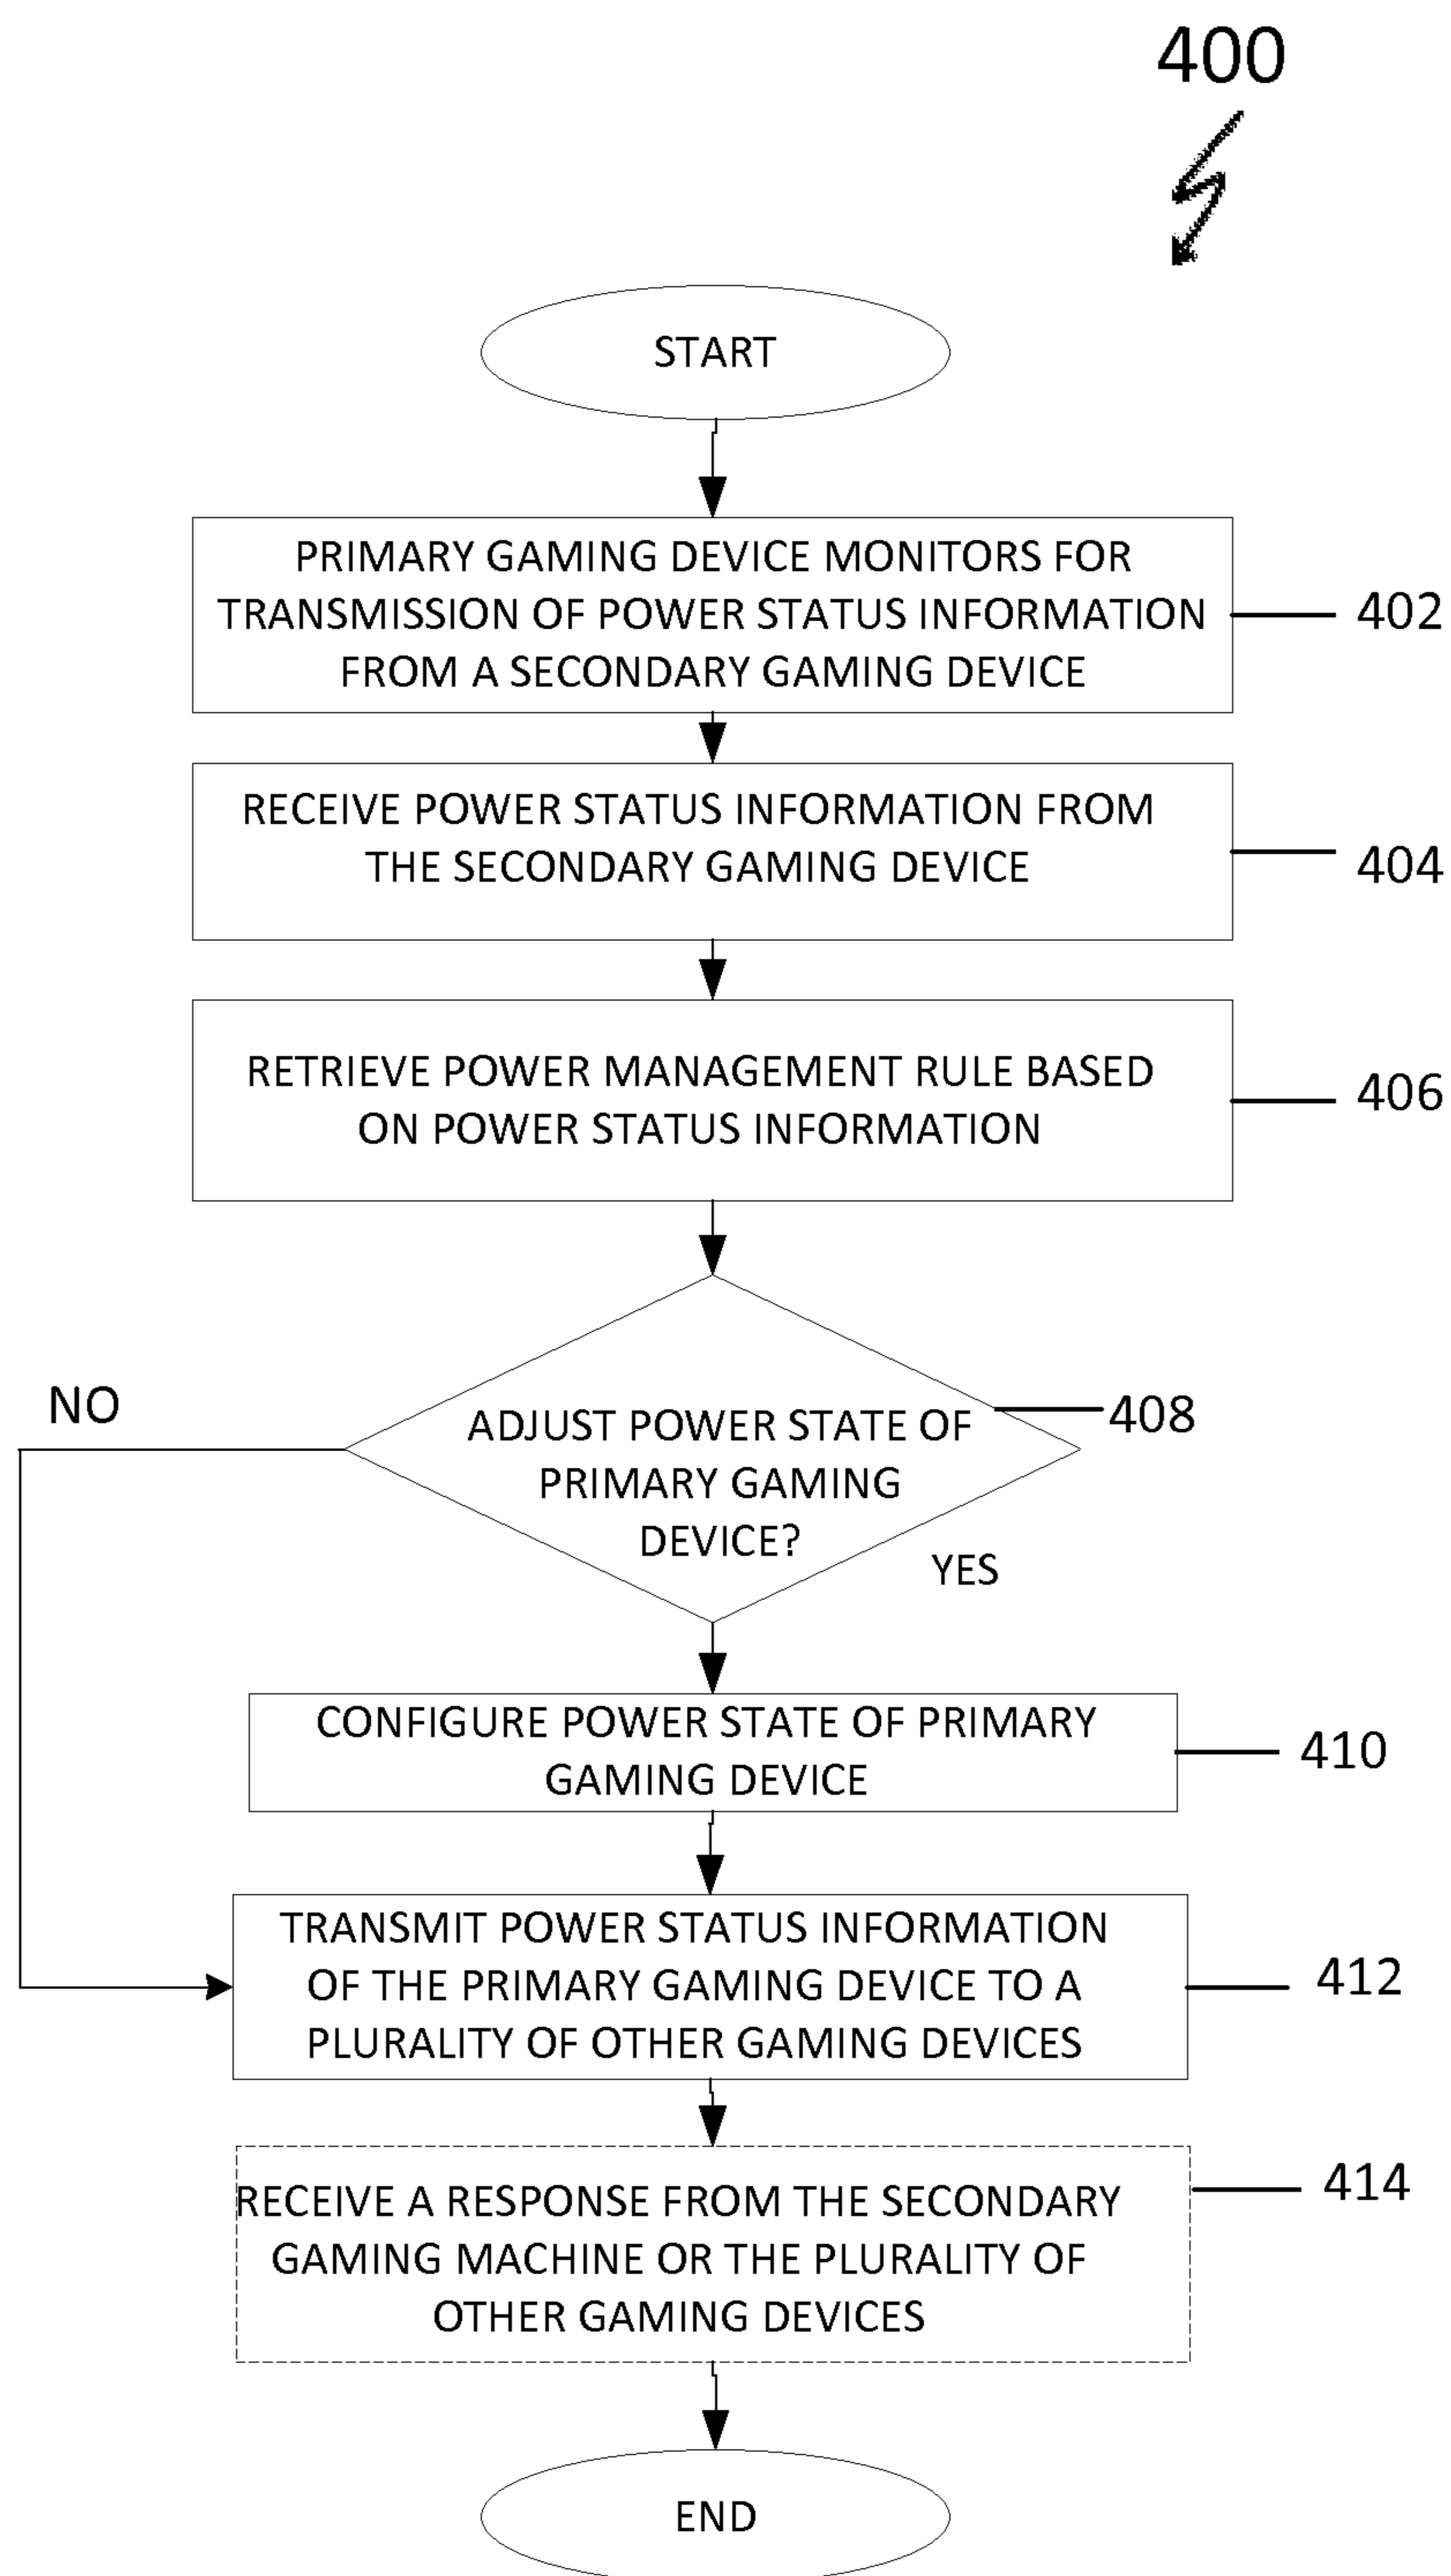 400
START
PRIMARY GAMING DEVICE MONITORS FOR
TRANSMISSION OF POWER STATUS INFORMATION
FROM A SECONDARY GAMING DEVICE
402
RECEIVE POWER STATUS INFORMATION FROM
THE SECONDARY GAMING DEVICE
404
RETRIEVE POWER MANAGEMENT RULE BASED
ON POWER STATUS INFORMATION
406
NO
ADJUST POWER STATE OF
PRIMARY GAMING
DEVICE?
408
YES
CONFIGURE POWER STATE OF PRIMARY
GAMING DEVICE
410
TRANSMIT POWER STATUS INFORMATION
OF THE PRIMARY GAMING DEVICE TO A
PLURALITY OF OTHER GAMING DEVICES
412
RECEIVE A RESPONSE FROM THE SECONDARY
GAMING MACHINE OR THE PLURALITY OF
OTHER GAMING DEVICES
414
END